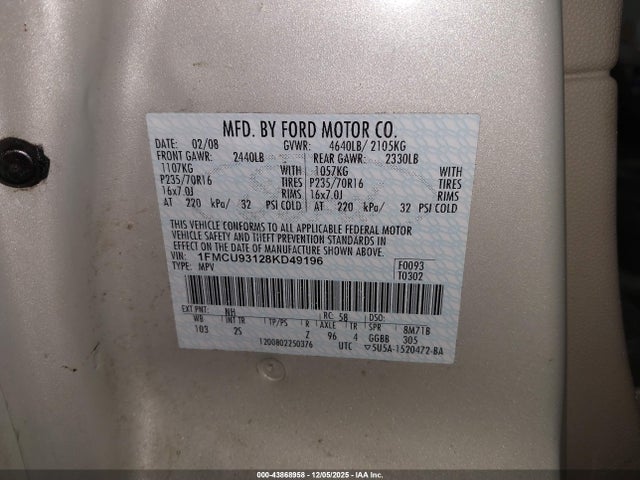 MFD. BY FORD MOTOR CO.
DATE: 02/08 GVWR: 4640LB/ 2105KG
FRONT GAWR: 2440LB REAR GAWR: 2330LB
1107KG WITH 1057KG WITH
P235/70R16 TIRES P235/70R16 TIRES
16x7.0J RIMS 16x7.0J RIMS
AT 220 kPa/ 32 PSI COLD AT 220 kPa/ 32 PSI COLD
THIS VEHICLE CONFORMS TO ALL APPLICABLE FEDERAL MOTOR
VEHICLE SAFETY AND THEFT PREVENTION STANDARDS IN
EFFECT ON THE DATE OF MANUFACTURE SHOWN ABOVE.
VIN: 1FMCU93128KD49196 F0093
TYPE: MPV T0302
EXT PNT: NH RC: 58 DSO:
WB INT TR TP/PS R AXLE TR SPR 8M71B
103 2S Z 96 4 GGBB 305
1200802250376 UTC ▽5U5A-1520472-BA
000-43868958 - 12/05/2025 - IAA Inc.